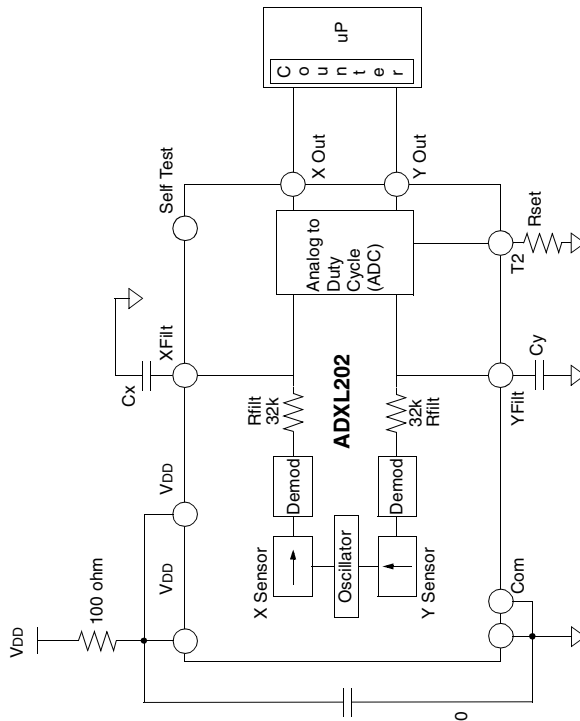 VDD
100 ohm
VDD
VDD
Cx
XFilt
Self Test
X Sensor
Demod
Rfilt
32k
Analog to
Duty
Cycle
(ADC)
X Out
Counter
uP
Oscillator
ADXL202
Y Sensor
Demod
32k
Rfilt
Y Out
Com
YFilt
Cy
T2
Rset
0